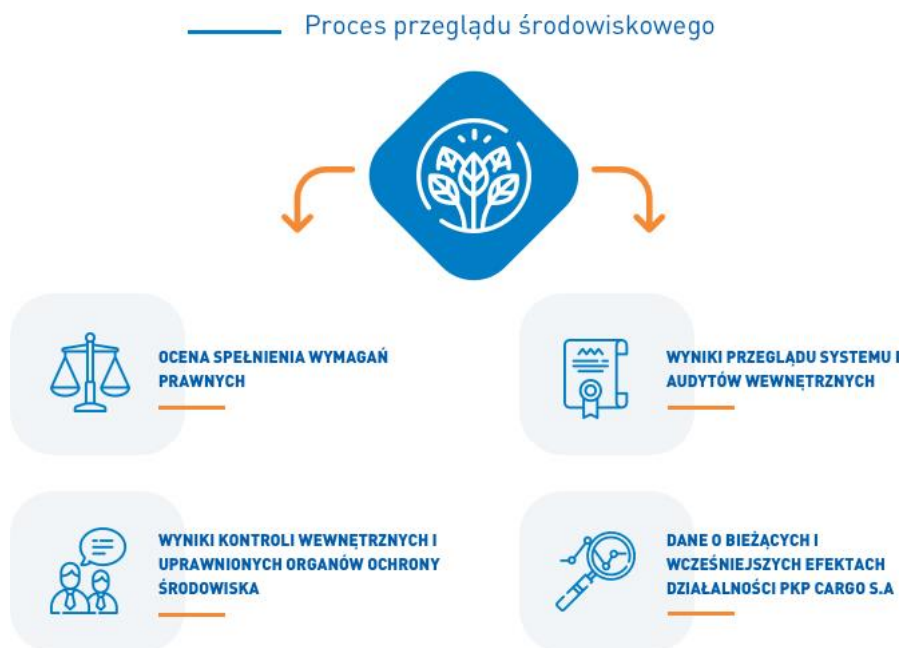 Proces przeglądu środowiskowego
OCENA SPEŁNIENIA WYMAGAŃ
PRAWNYCH
WYNIKI PRZEGLĄDU SYSTEMU I
AUDYTÓW WEWNĘTRZNYCH
WYNIKI KONTROLI WEWNĘTRZNYCH I
UPRAWNIONYCH ORGANÓW OCHRONY
ŚRODOWISKA
DANE O BIEŻĄCYCH I
WCZEŚNIEJSZYCH EFEKTACH
DZIAŁALNOŚCI PKP CARGO S.A